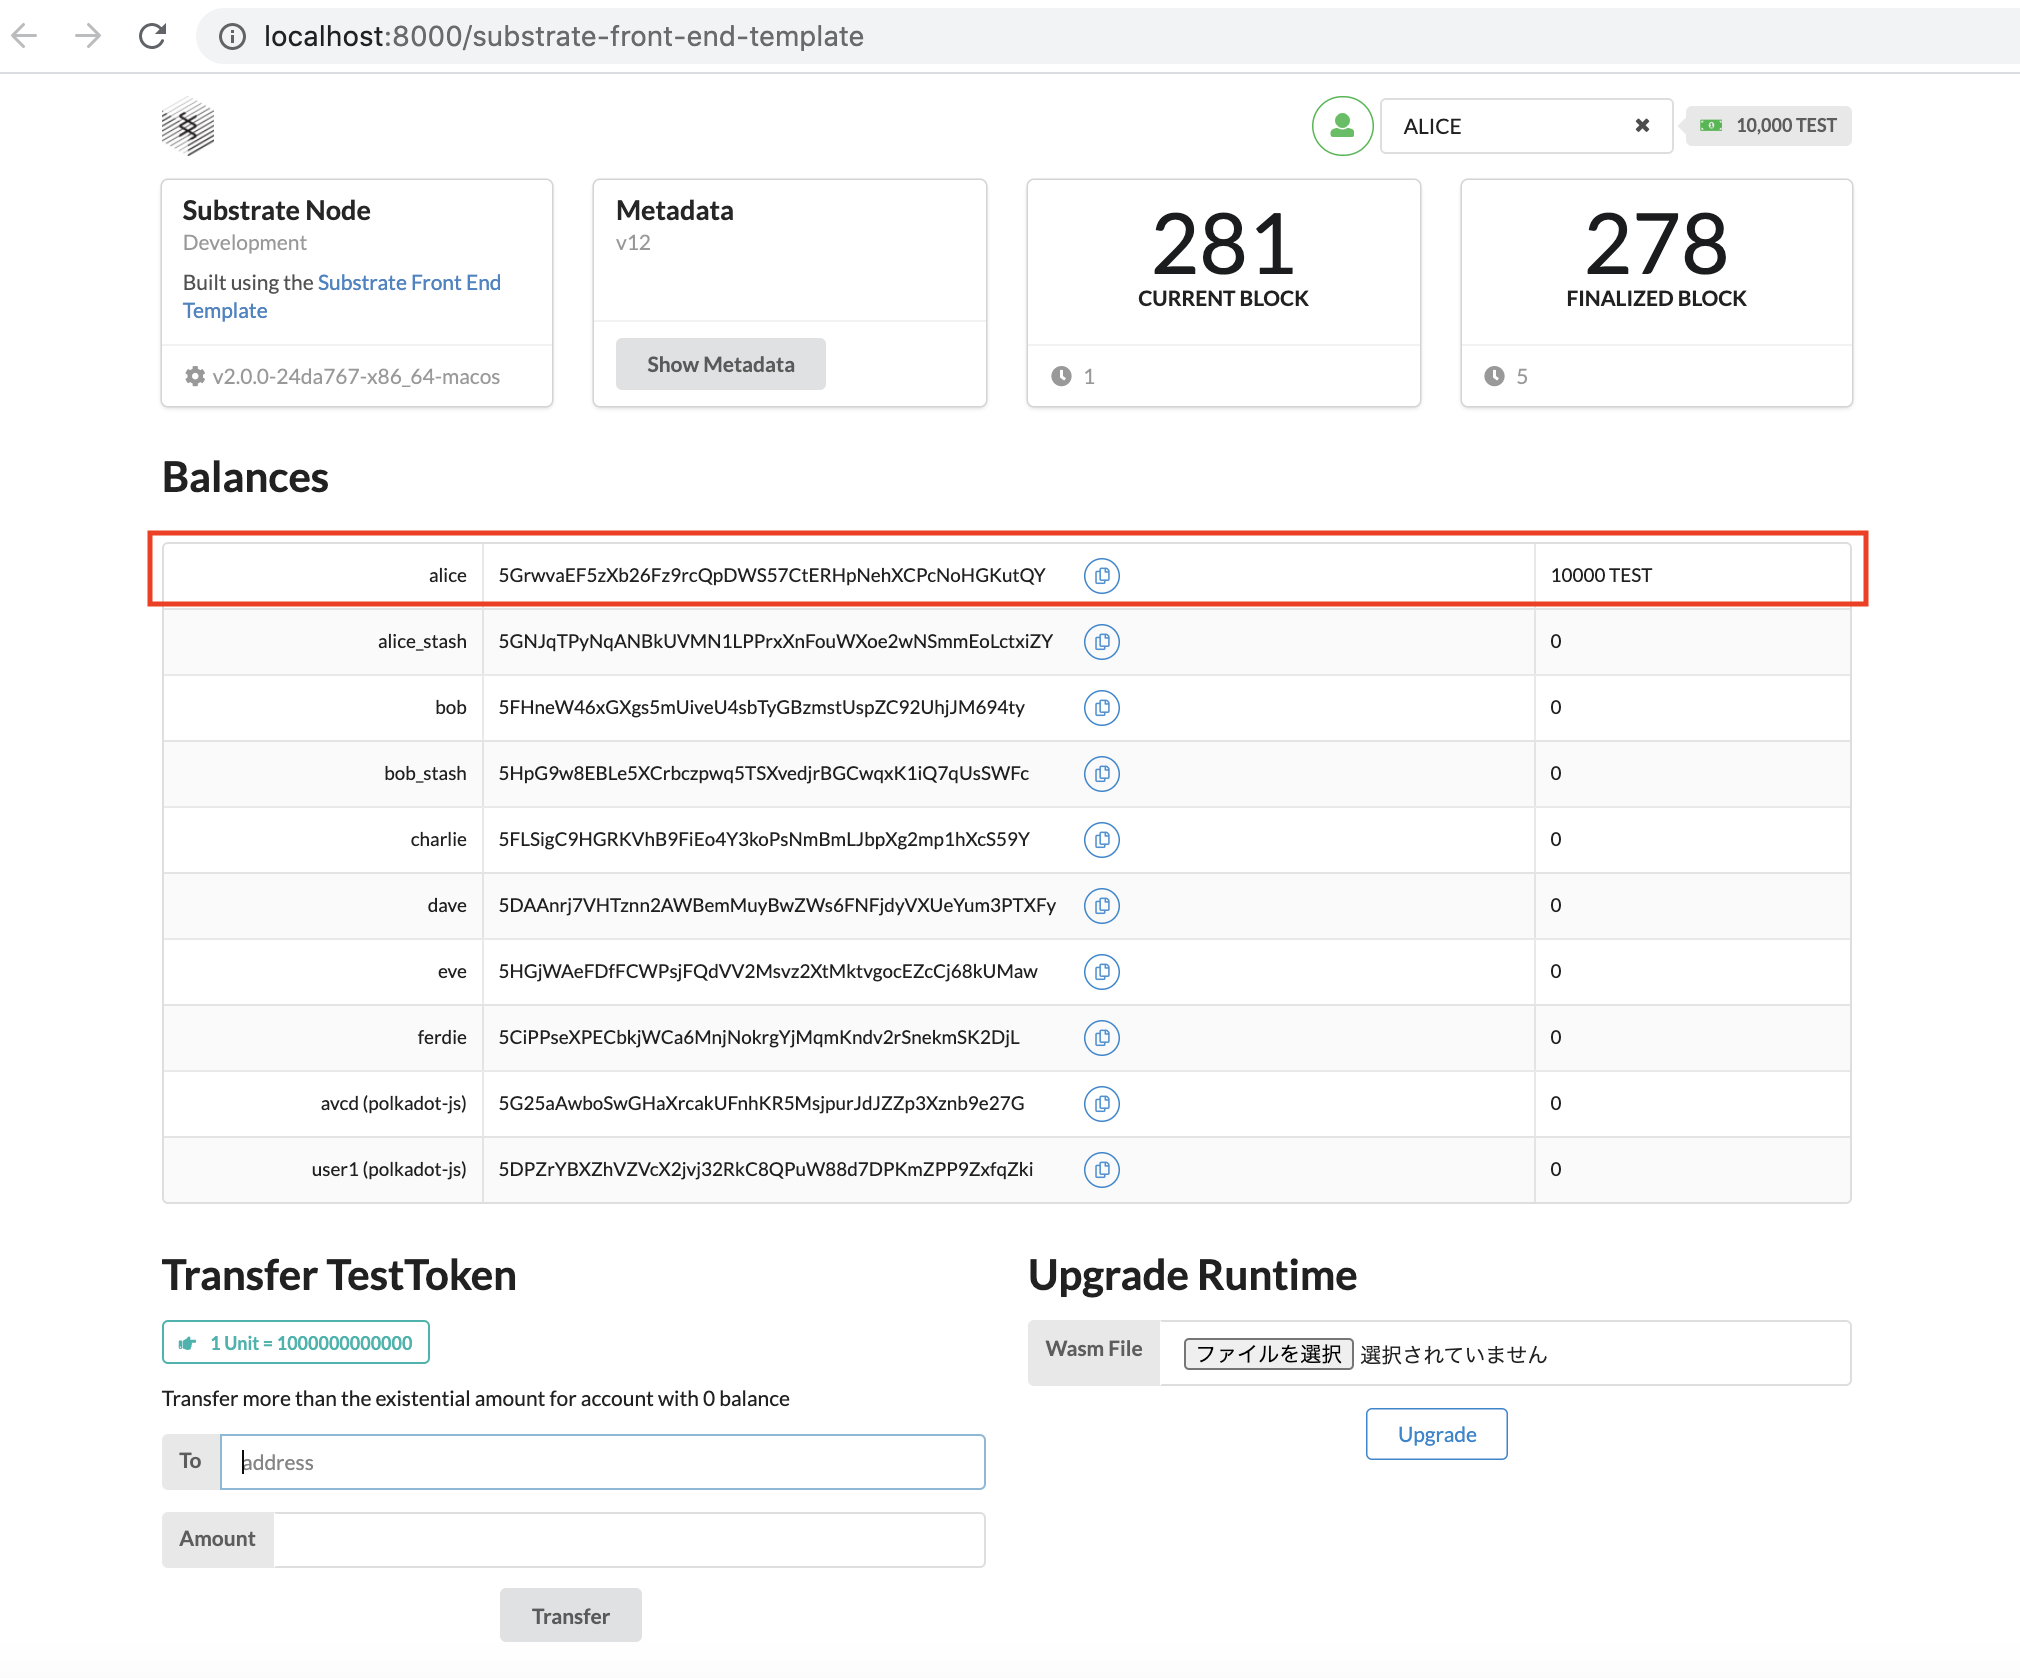 localhost:8000/substrate-front-end-template
ALICE
10,000 TEST
Substrate Node
Development
Built using the Substrate Front End
Template
v2.0.0-24da767-x86_64-macos
Metadata
v12
Show Metadata
281
CURRENT BLOCK
1
278
FINALIZED BLOCK
5
Balances
alice 5GrwvaEF5zXb26Fz9rcQpDWS57CtERHpNehXCPcNoHGKutQY 10000 TEST
alice_stash 5GNJqTPyNqANBkUVMN1LPPrxXnFouWXoe2wNSmmEoLctxiZY 0
bob 5FHneW46xGXgs5mUiveU4sbTyGBzmstUspZC92UhjJM694ty 0
bob_stash 5HpG9w8EBLe5XCrbczpwq5TSXvedjrBGCwqxK1iQ7qUsSWFc 0
charlie 5FLSigC9HGRKVhB9FiEo4Y3koPsNmBmLJbpXg2mp1hXcS59Y 0
dave 5DAAnrj7VHTznn2AWBemMuyBwZWs6FNFjdyVXUeYum3PTXFy 0
eve 5HGjWAeFDfFCWPsjFQdVV2Msvz2XtMktvgocEZcCj68kUMaw 0
ferdie 5CiPPseXPECbkjWCa6MnjNokrgYjMqmKndv2rSnekmSK2DjL 0
avcd (polkadot-js) 5G25aAwboSwGHaXrcakUFnhKR5MsjpurJdJZZp3Xznb9e27G 0
user1 (polkadot-js) 5DPZrYBXZhVZVcX2jvj32RkC8QPuW88d7DPKmZPP9ZxfqZki 0
Transfer TestToken
1 Unit = 1000000000000
Transfer more than the existential amount for account with 0 balance
To address
Amount
Transfer
Upgrade Runtime
Wasm File ファイルを選択 選択されていません
Upgrade